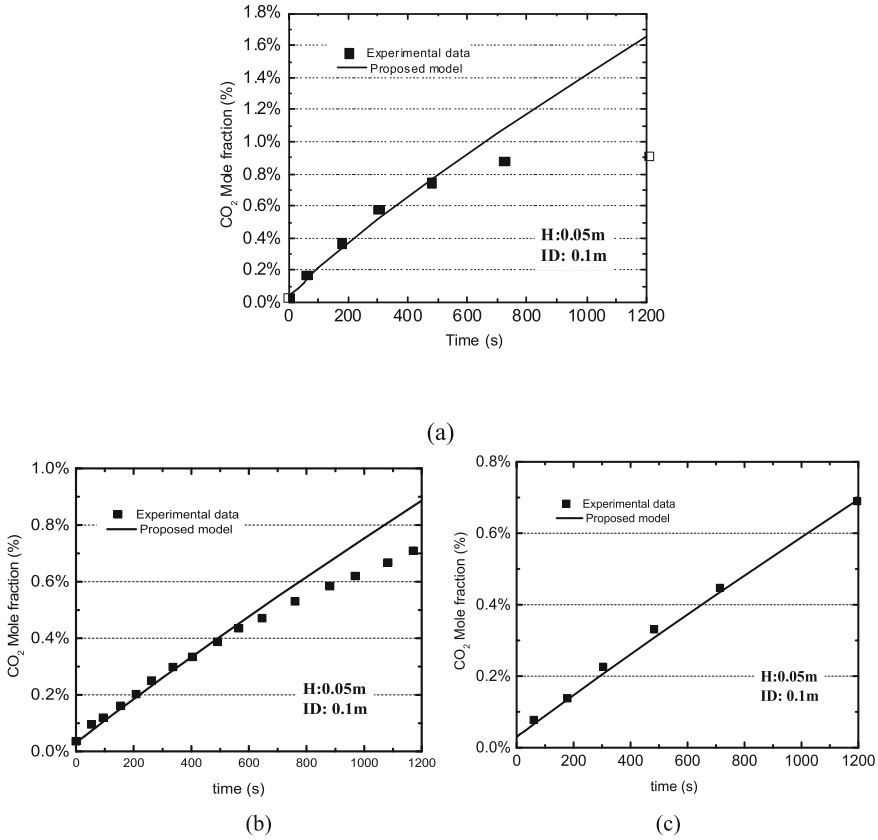 1.8%
1.6%
1.4%
1.2%
1.0%
0.8%
0.6%
0.4%
0.2%
0.0%
CO2 Mole fraction (%)
Experimental data
Proposed model
H:0.05m
ID: 0.1m
0 200 400 600 800 1000 1200
Time (s)
(a)
1.0%
0.8%
0.6%
0.4%
0.2%
0.0%
CO2 Mole fraction (%)
Experimental data
Proposed model
H:0.05m
ID: 0.1m
0 200 400 600 800 1000 1200
time (s)
(b)
0.8%
0.6%
0.4%
0.2%
0.0%
CO2 Mole fraction (%)
Experimental data
Proposed model
H:0.05m
ID: 0.1m
0 200 400 600 800 1000 1200
time (s)
(c)